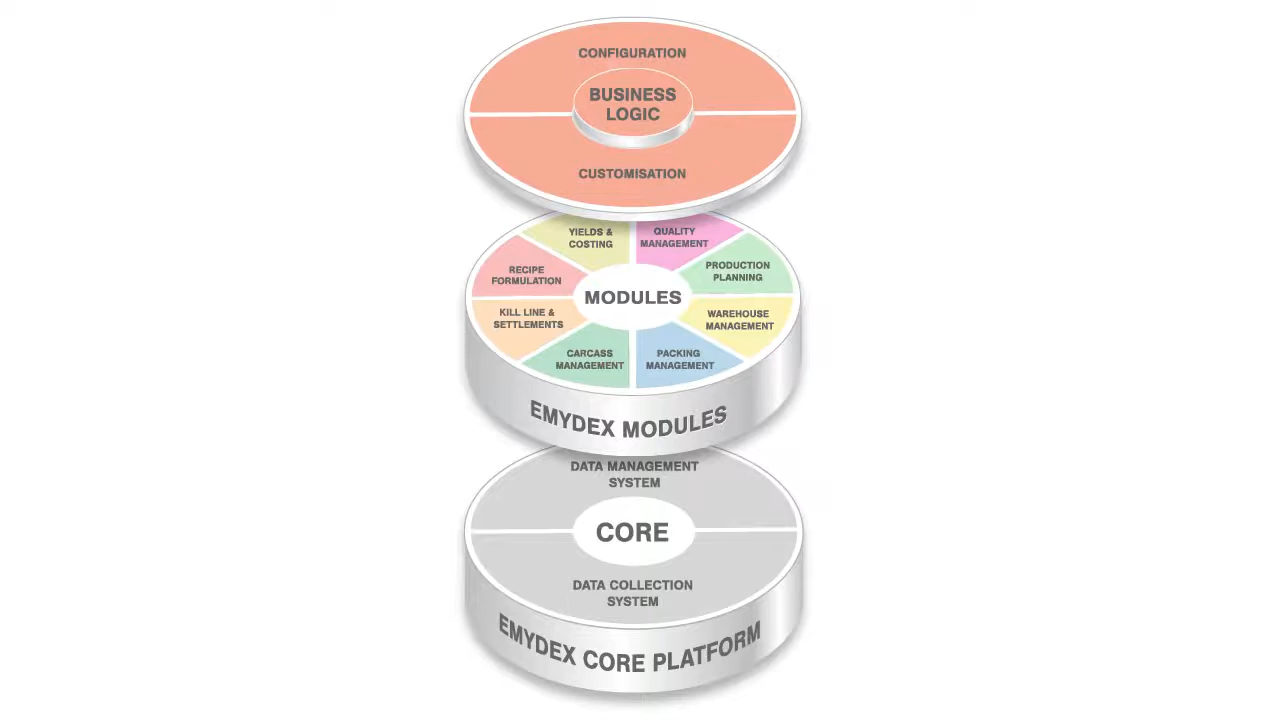 CONFIGURATION
BUSINESS
LOGIC
CUSTOMISATION
YIELDS &
COSTING
QUALITY
MANAGEMENT
RECIPE
FORMULATION
PRODUCTION
PLANNING
MODULES
KILL LINE &
SETTLEMENTS
WAREHOUSE
MANAGEMENT
CARCASS
MANAGEMENT
PACKING
MANAGEMENT
EMYDEX MODULES
DATA MANAGEMENT
SYSTEM
CORE
DATA COLLECTION
SYSTEM
EMYDEX CORE PLATFORM